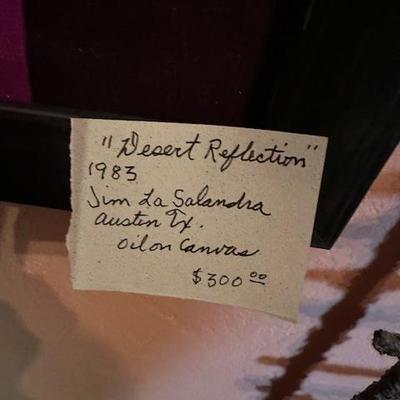 "Desert Reflection"
1983
Jim La Salandra
Austin Tx.
oil on Canvas
$300.00